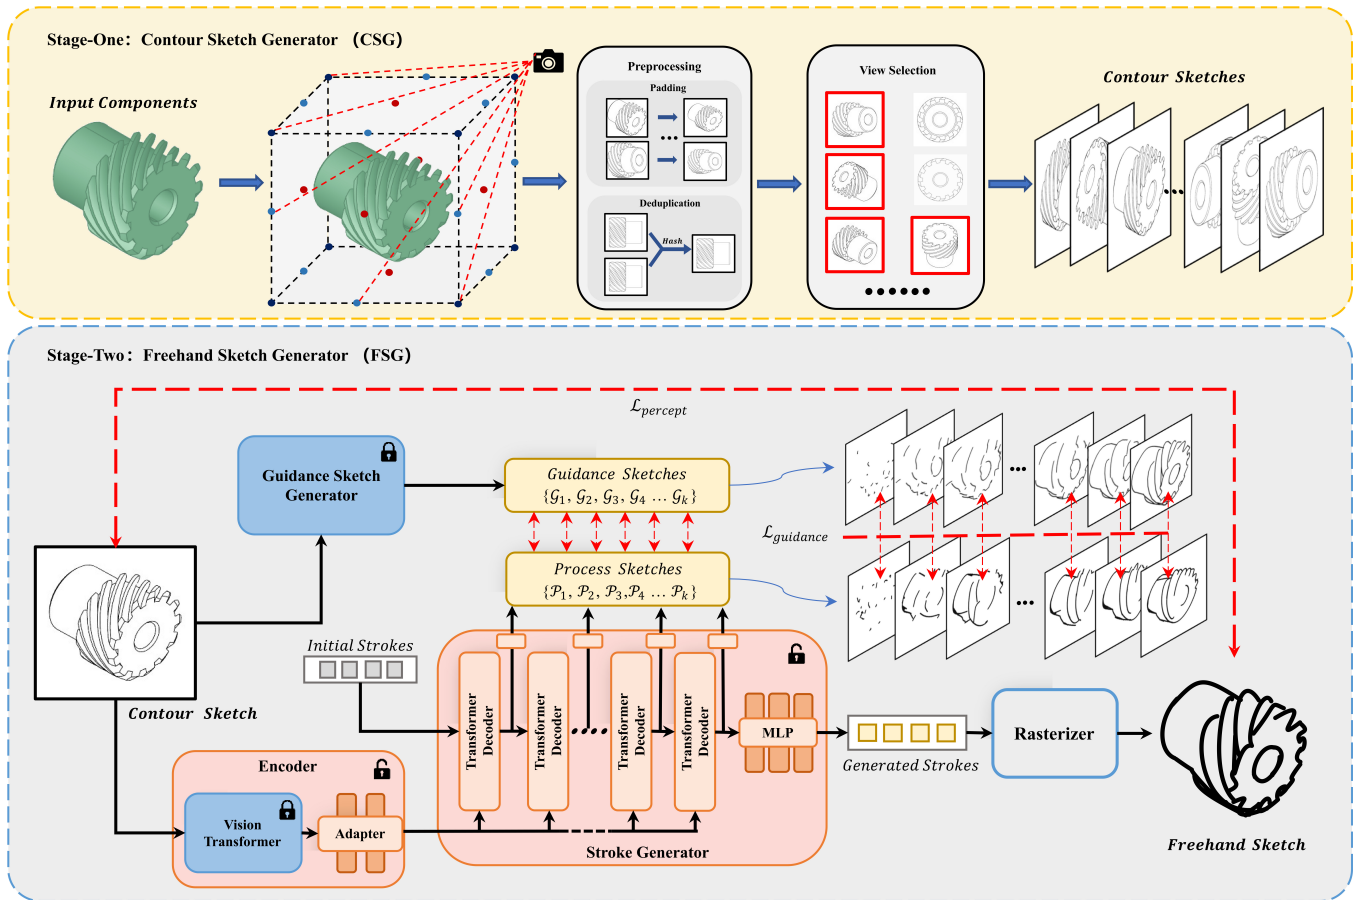 Stage-One: Contour Sketch Generator （CSG）
Input Components
Preprocessing
Padding
Deduplication
Hash
View Selection
Contour Sketches
Stage-Two: Freehand Sketch Generator （FSG）
ℒpercept
Guidance Sketch
Generator
Guidance Sketches
{𝒢1, 𝒢2, 𝒢3, 𝒢4 … 𝒢k}
ℒguidance
Process Sketches
{𝒫1, 𝒫2, 𝒫3,𝒫4 … 𝒫k}
Initial Strokes
Contour Sketch
Transformer
Decoder
Transformer
Decoder
Transformer
Decoder
Transformer
Decoder
MLP
Generated Strokes
Rasterizer
Freehand Sketch
Encoder
Vision
Transformer
Adapter
Stroke Generator